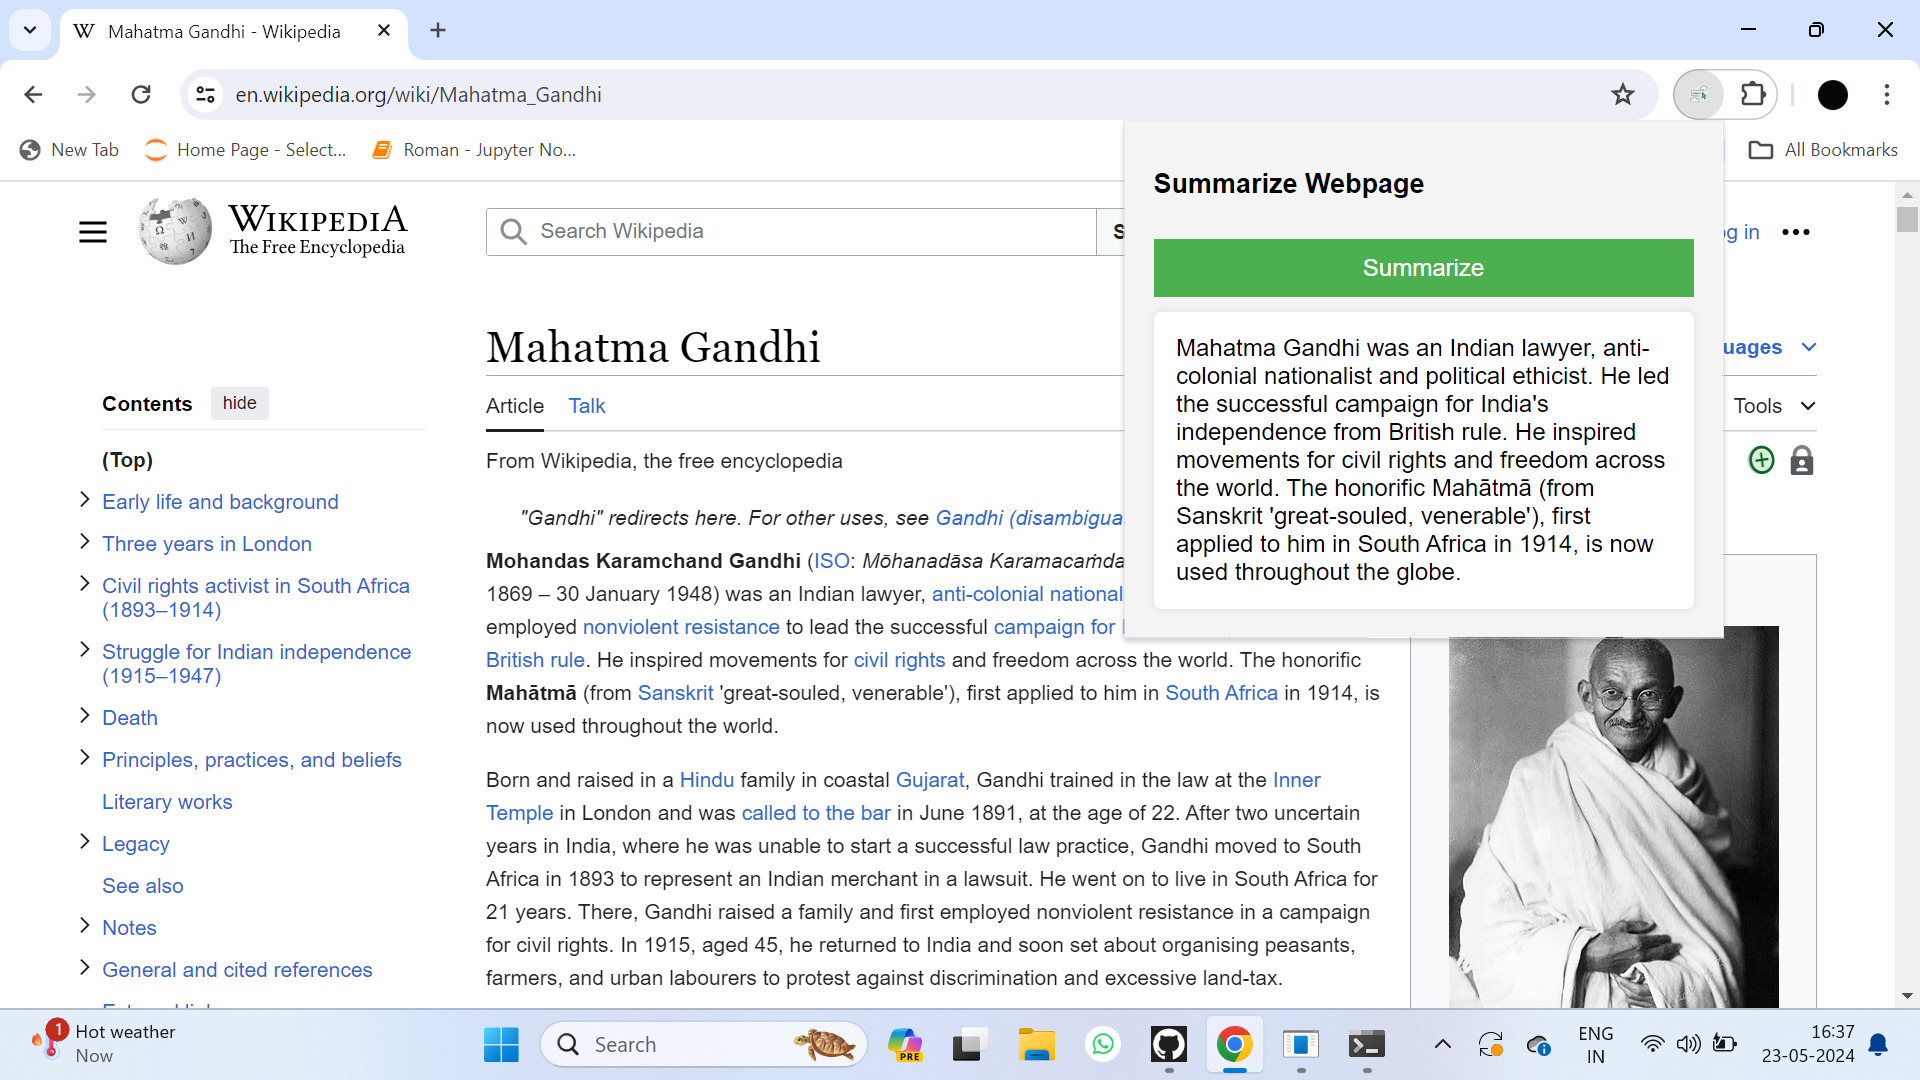 Mahatma Gandhi - Wikipedia
en.wikipedia.org/wiki/Mahatma_Gandhi
New Tab
Home Page - Select...
Roman - Jupyter No...
All Bookmarks
WIKIPEDIA
The Free Encyclopedia
Search Wikipedia
S
og in
Summarize Webpage
Summarize
Mahatma Gandhi was an Indian lawyer, anti-
colonial nationalist and political ethicist. He led
the successful campaign for India's
independence from British rule. He inspired
movements for civil rights and freedom across
the world. The honorific Mahātmā (from
Sanskrit 'great-souled, venerable'), first
applied to him in South Africa in 1914, is now
used throughout the globe.
Mahatma Gandhi
uages
Article
Talk
Tools
Contents
hide
(Top)
Early life and background
Three years in London
Civil rights activist in South Africa
(1893–1914)
Struggle for Indian independence
(1915–1947)
Death
Principles, practices, and beliefs
Literary works
Legacy
See also
Notes
General and cited references
From Wikipedia, the free encyclopedia
"Gandhi" redirects here. For other uses, see Gandhi (disambigua
Mohandas Karamchand Gandhi (ISO: Mōhanadāsa Karamacaṁda
1869 – 30 January 1948) was an Indian lawyer, anti-colonial national
employed nonviolent resistance to lead the successful campaign for
British rule. He inspired movements for civil rights and freedom across the world. The honorific
Mahātmā (from Sanskrit 'great-souled, venerable'), first applied to him in South Africa in 1914, is
now used throughout the world.
Born and raised in a Hindu family in coastal Gujarat, Gandhi trained in the law at the Inner
Temple in London and was called to the bar in June 1891, at the age of 22. After two uncertain
years in India, where he was unable to start a successful law practice, Gandhi moved to South
Africa in 1893 to represent an Indian merchant in a lawsuit. He went on to live in South Africa for
21 years. There, Gandhi raised a family and first employed nonviolent resistance in a campaign
for civil rights. In 1915, aged 45, he returned to India and soon set about organising peasants,
farmers, and urban labourers to protest against discrimination and excessive land-tax.
1
Hot weather
Now
Search
PRE
ENG
IN
16:37
23-05-2024